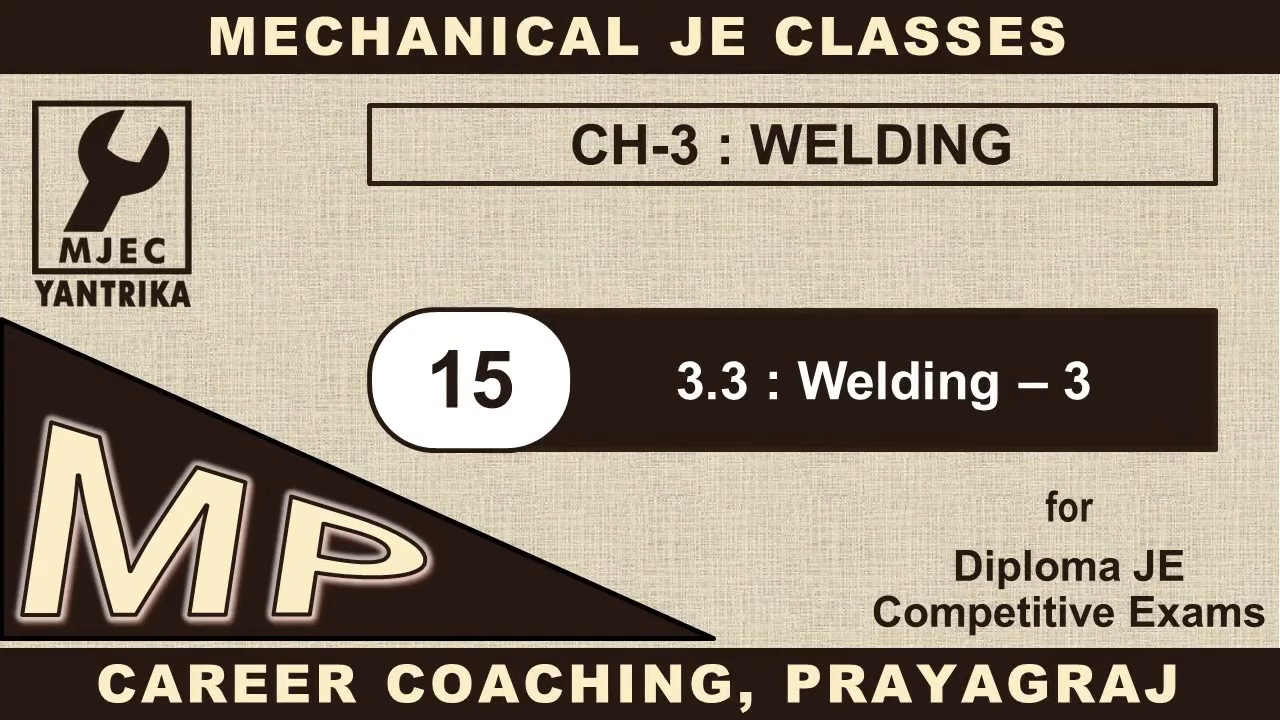 MECHANICAL JE CLASSES
MJEC
YANTRIKA
CH-3 : WELDING
15
3.3 : Welding – 3
MP
for
Diploma JE
Competitive Exams
CAREER COACHING, PRAYAGRAJ